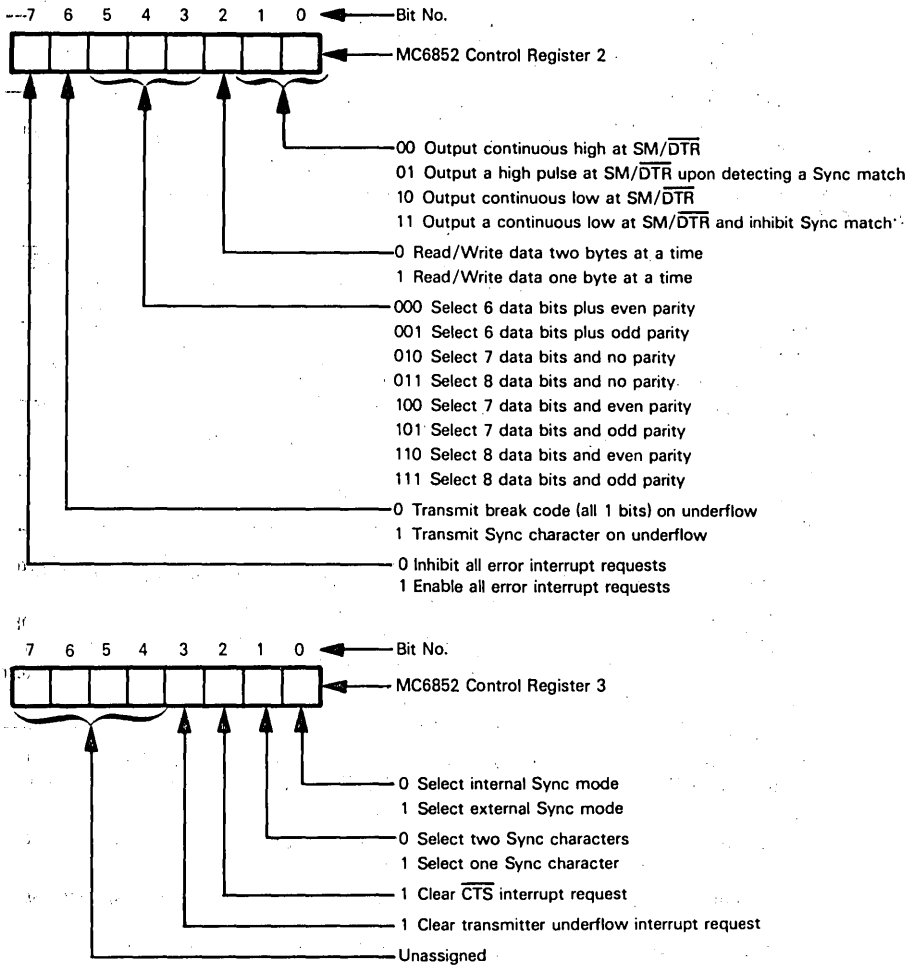 7 6 5 4 3 2 1 0 Bit No.
MC6852 Control Register 2
00 Output continuous high at SM/D̅T̅R̅
01 Output a high pulse at SM/D̅T̅R̅ upon detecting a Sync match
10 Output continuous low at SM/D̅T̅R̅
11 Output a continuous low at SM/D̅T̅R̅ and inhibit Sync match
0 Read/Write data two bytes at a time
1 Read/Write data one byte at a time
000 Select 6 data bits plus even parity
001 Select 6 data bits plus odd parity
010 Select 7 data bits and no parity
011 Select 8 data bits and no parity
100 Select 7 data bits and even parity
101 Select 7 data bits and odd parity
110 Select 8 data bits and even parity
111 Select 8 data bits and odd parity
0 Transmit break code (all 1 bits) on underflow
1 Transmit Sync character on underflow
0 Inhibit all error interrupt requests
1 Enable all error interrupt requests
7 6 5 4 3 2 1 0 Bit No.
MC6852 Control Register 3
0 Select internal Sync mode
1 Select external Sync mode
0 Select two Sync characters
1 Select one Sync character
1 Clear C̅T̅S̅ interrupt request
1 Clear transmitter underflow interrupt request
Unassigned